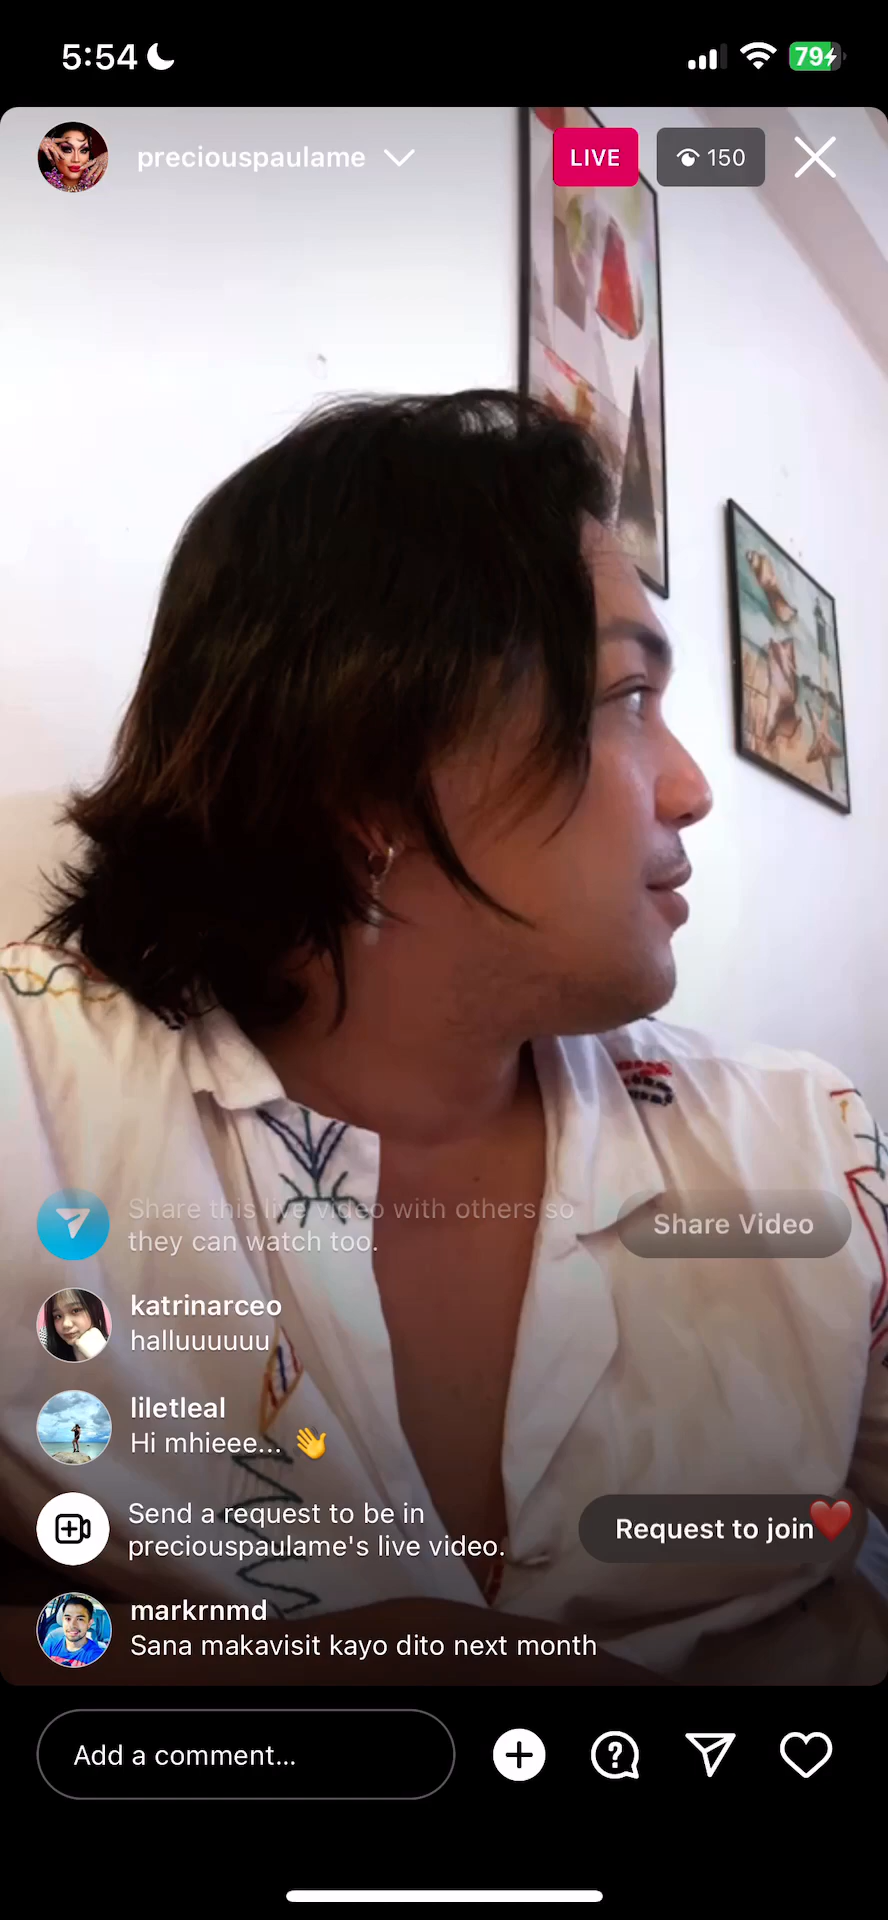 5:54
79
preciouspaulame
LIVE
150
Share this live video with others so
they can watch too.
Share Video
katrinarceo
halluuuuuu
liletleal
Hi mhieee... 👋
Send a request to be in
preciouspaulame's live video.
Request to join
markrnmd
Sana makavisit kayo dito next month
Add a comment...